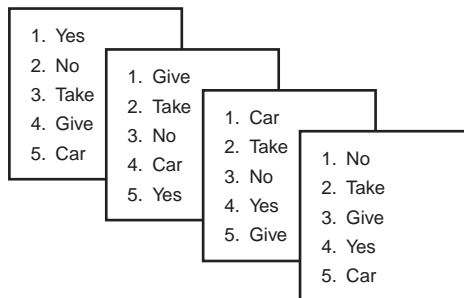 1. Yes
2. No
3. Take
4. Give
5. Car
1. Give
2. Take
3. No
4. Car
5. Yes
1. Car
2. Take
3. No
4. Yes
5. Give
1. No
2. Take
3. Give
4. Yes
5. Car